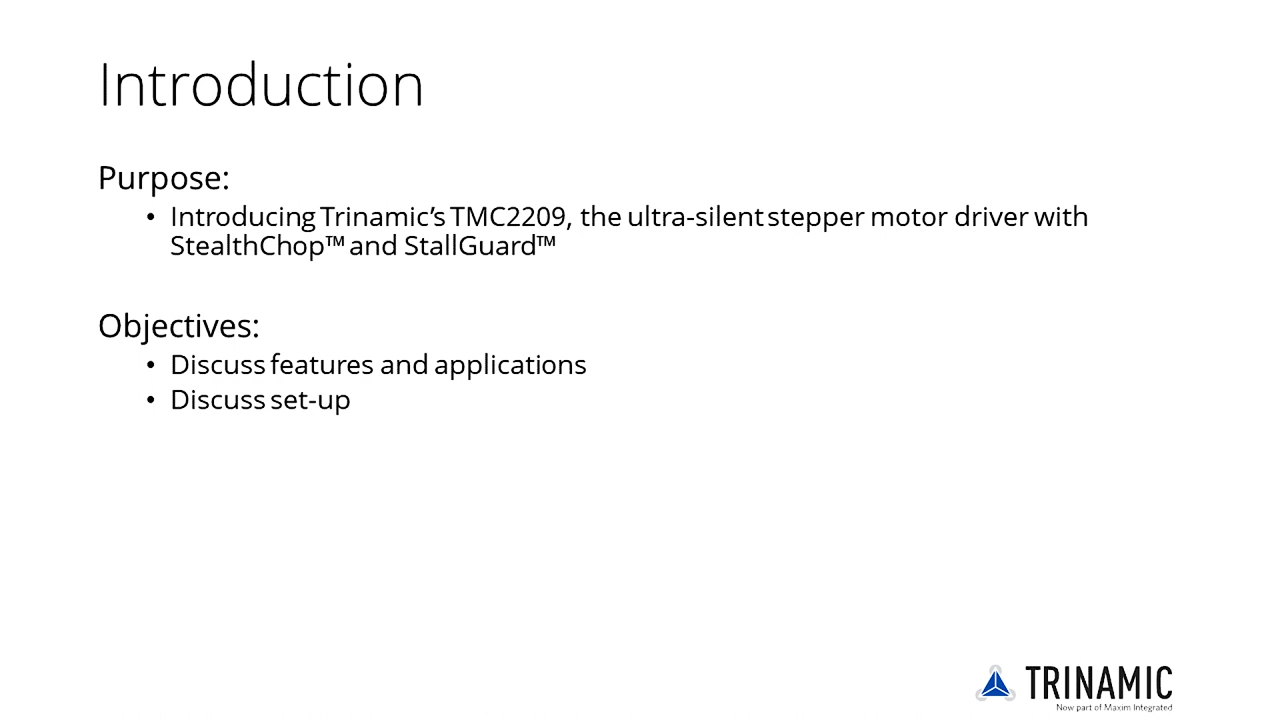 Introduction
Purpose:
• Introducing Trinamic’s TMC2209, the ultra-silent stepper motor driver with
StealthChop™ and StallGuard™
Objectives:
• Discuss features and applications
• Discuss set-up
TRINAMIC
Now part of Maxim Integrated